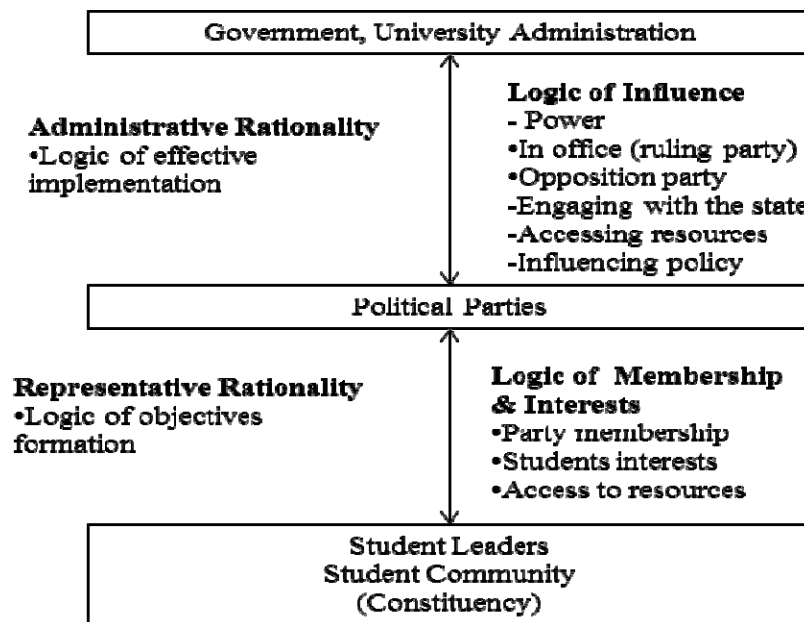 Government, University Administration
Administrative Rationality
•Logic of effective
implementation
Logic of Influence
- Power
•In office (ruling party)
•Opposition party
-Engaging with the state
-Accessing resources
-Influencing policy
Political Parties
Representative Rationality
•Logic of objectives
formation
Logic of Membership
& Interests
•Party membership
•Students interests
•Access to resources
Student Leaders
Student Community
(Constituency)